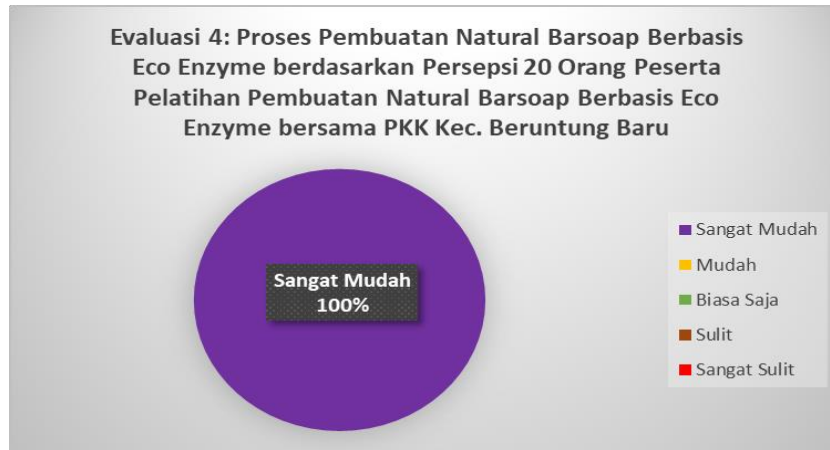 Evaluasi 4: Proses Pembuatan Natural Barsoap Berbasis
Eco Enzyme berdasarkan Persepsi 20 Orang Peserta
Pelatihan Pembuatan Natural Barsoap Berbasis Eco
Enzyme bersama PKK Kec. Beruntung Baru
Sangat Mudah
100%
Sangat Mudah
Mudah
Biasa Saja
Sulit
Sangat Sulit